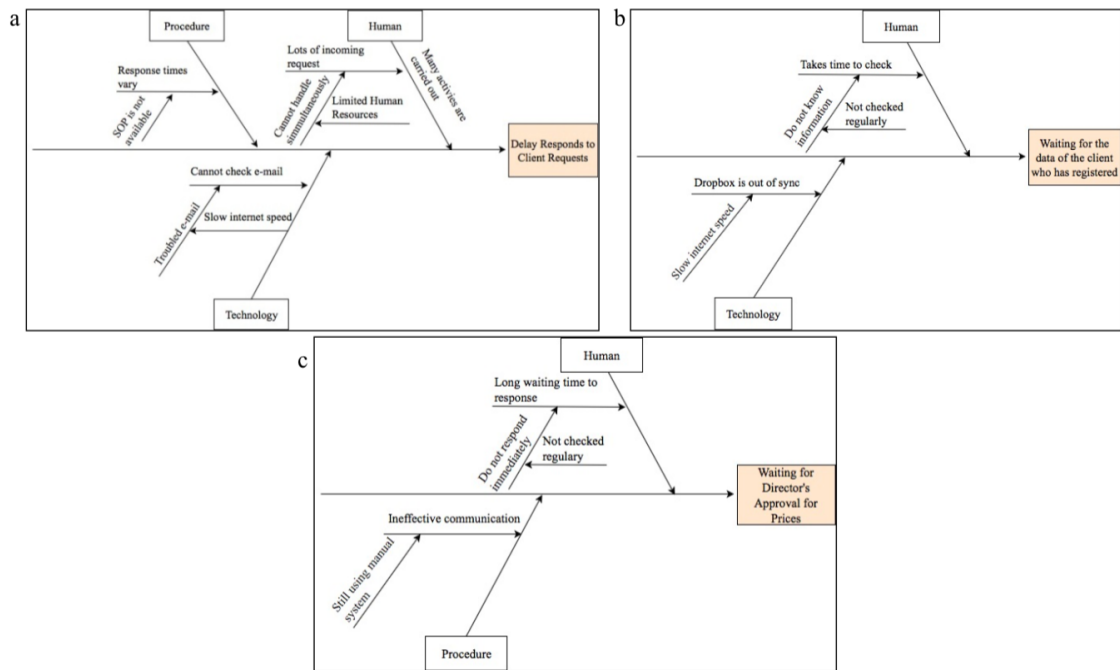 a
Procedure
Human
Response times
vary
SOP is not
available
Lots of incoming
request
Cannot handle
simmultaneously
Limited Human
Resources
Many activies are
carried out
Delay Responds to
Client Requests
Cannot check e-mail
Troubled e-mail
Slow internet speed
Technology
b
Human
Takes time to check
Do not know
information
Not checked
regularly
Waiting for the
data of the client
who has registered
Dropbox is out of sync
Slow internet speed
Technology
c
Human
Long waiting time to
response
Do not respond
immediately
Not checked
regulary
Waiting for
Director's
Approval for
Prices
Ineffective communication
Still using manual
system
Procedure